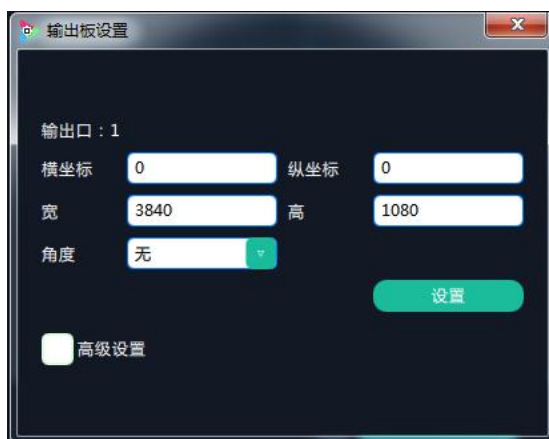 输出板设置
输出口：1
横坐标 0 纵坐标 0
宽 3840 高 1080
角度 无
设置
高级设置